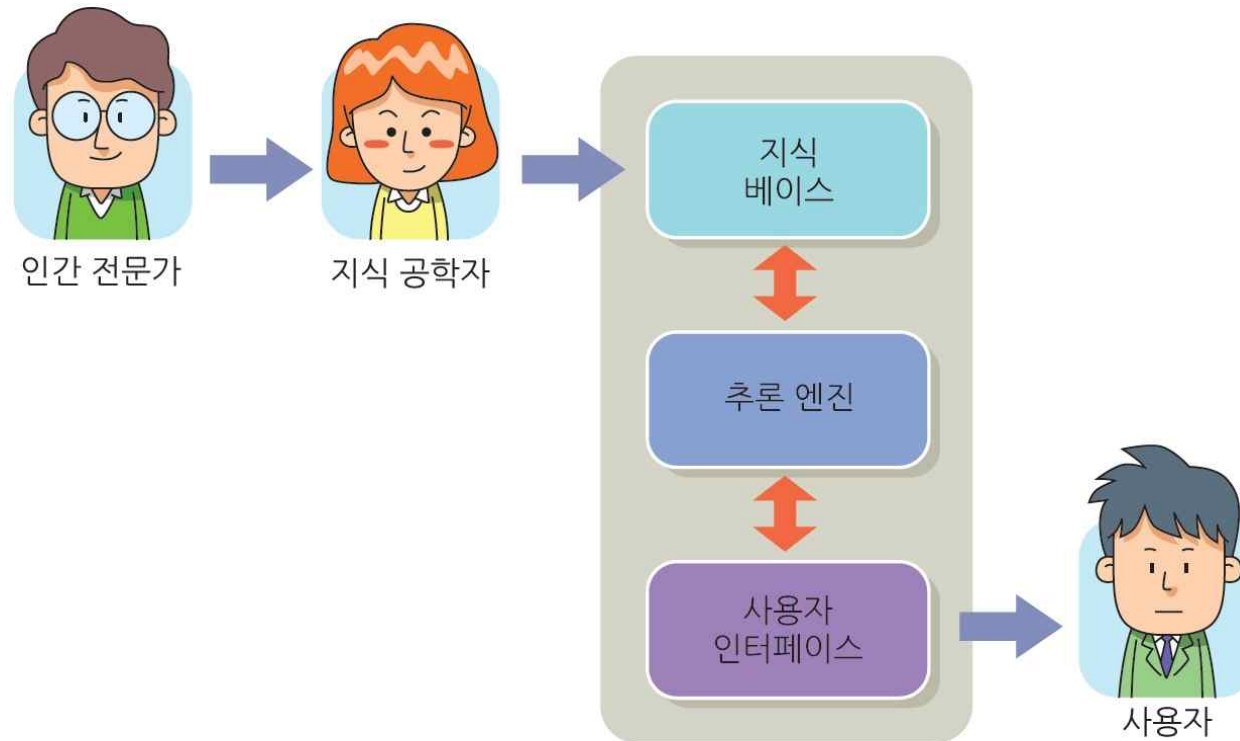 인간 전문가
지식 공학자
지식
베이스
추론 엔진
사용자
인터페이스
사용자